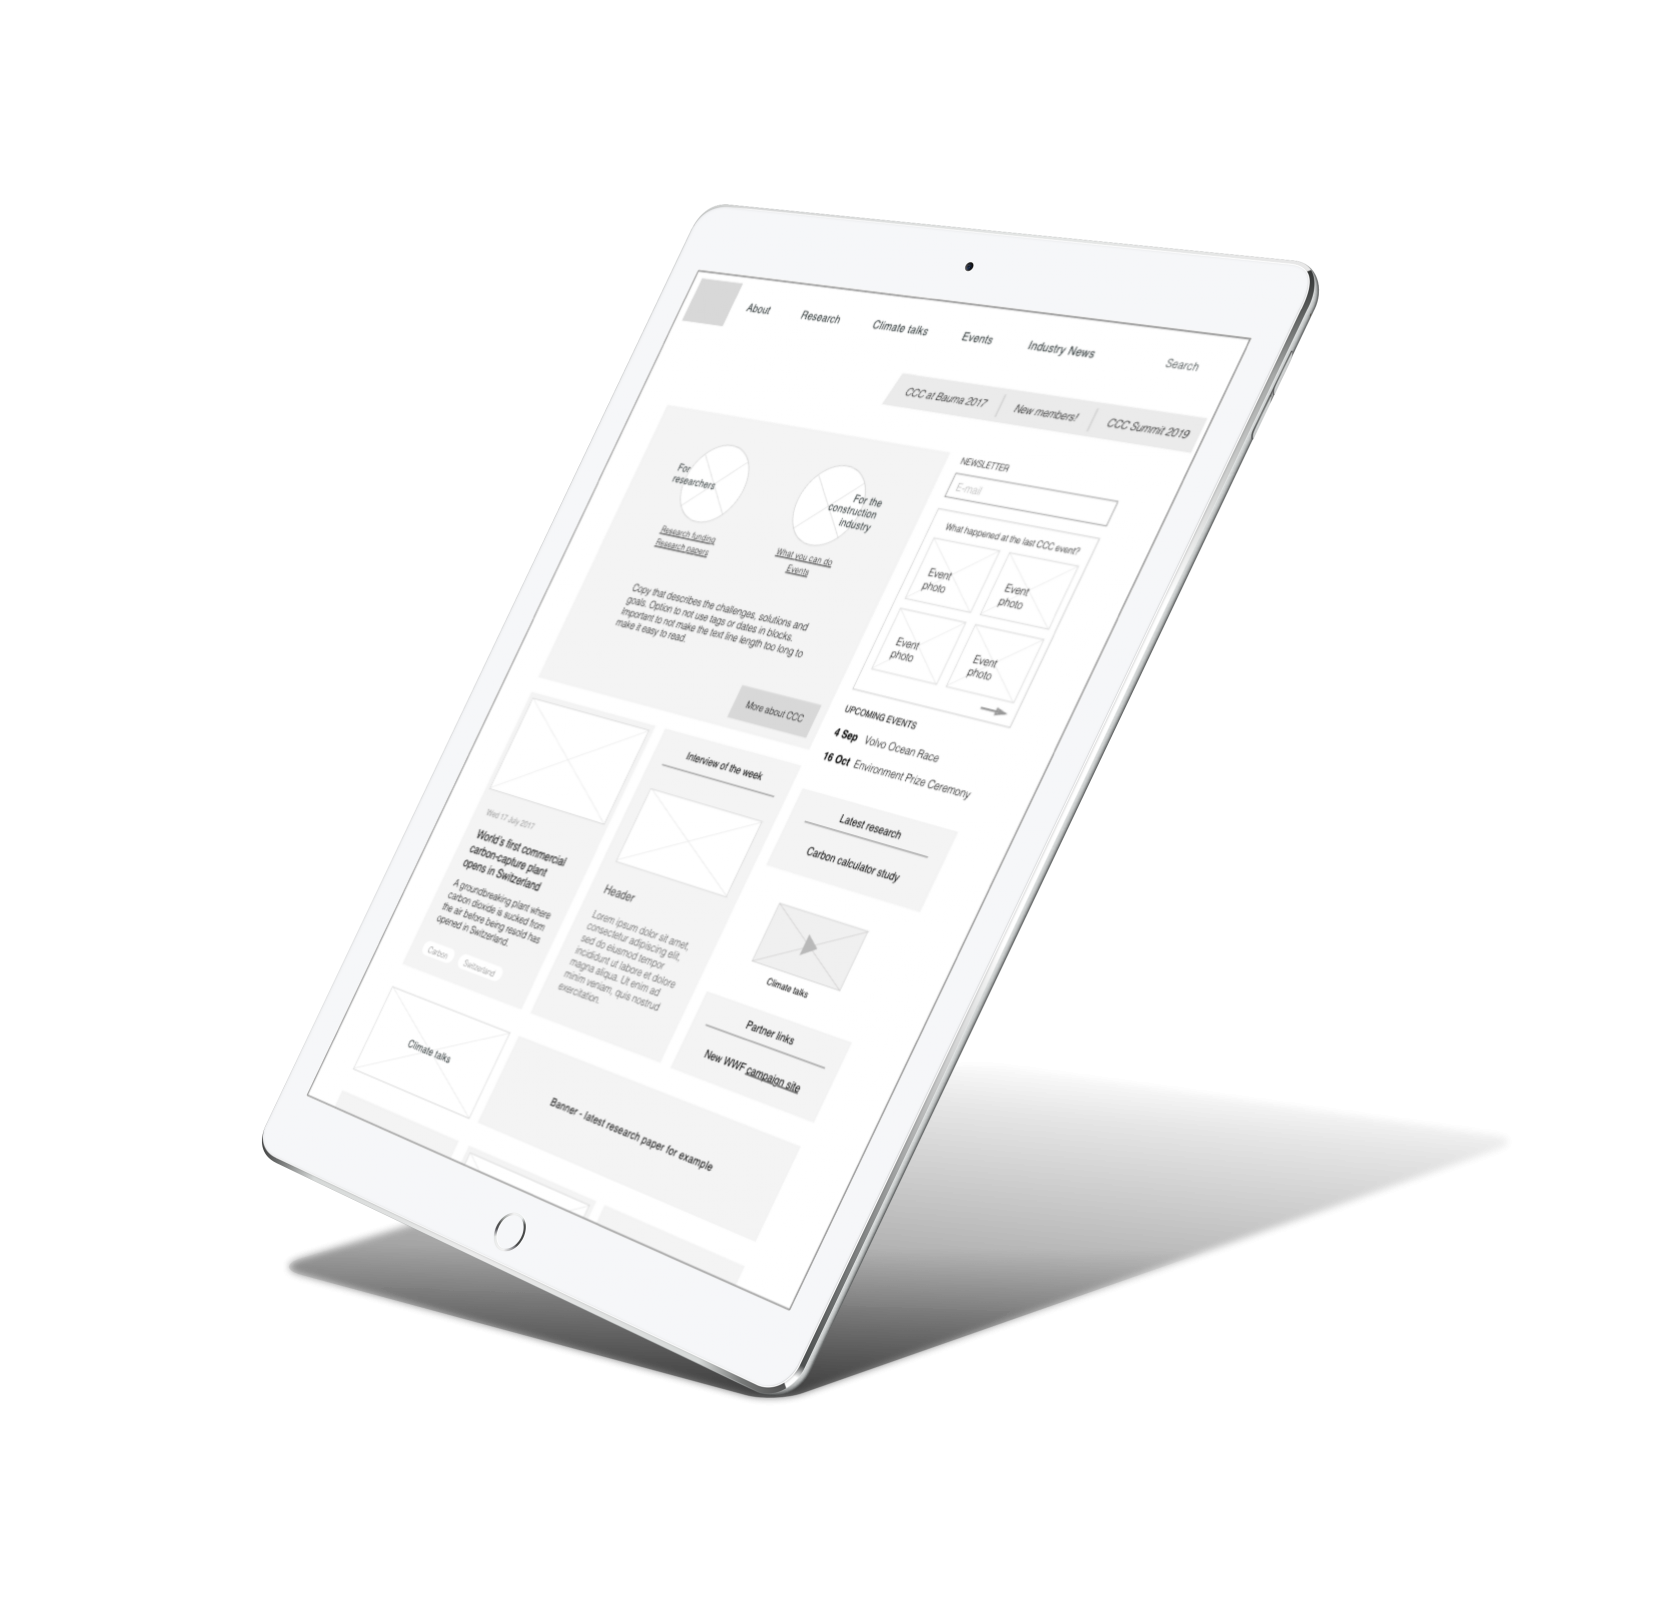 About
Research
Climate talks
Events
Industry News
Search
CCC at Bauma 2017
New members!
CCC Summit 2019
For
researchers
Research funding
Research papers
For the
construction
industry
What you can do
Events
Copy that describes the challenges, solutions and
goals. Option to not use tags or dates in blocks.
Important to not make the text line length too long to
make it easy to read.
More about CCC
NEWSLETTER
E-mail
What happened at the last CCC event?
Event
photo
Event
photo
Event
photo
Event
photo
UPCOMING EVENTS
4 Sep Volvo Ocean Race
16 Oct Environment Prize Ceremony
Wed 17 July 2017
World's first commercial
carbon-capture plant
opens in Switzerland
A groundbreaking plant where
carbon dioxide is sucked from
the air before being resold has
opened in Switzerland.
Carbon
Switzerland
Interview of the week
Header
Lorem ipsum dolor sit amet,
consectetur adipiscing elit,
sed do eiusmod tempor
incididunt ut labore et dolore
magna aliqua. Ut enim ad
minim veniam, quis nostrud
exercitation.
Latest research
Carbon calculator study
Climate talks
Partner links
New WWF campaign site
Climate talks
Banner - latest research paper for example